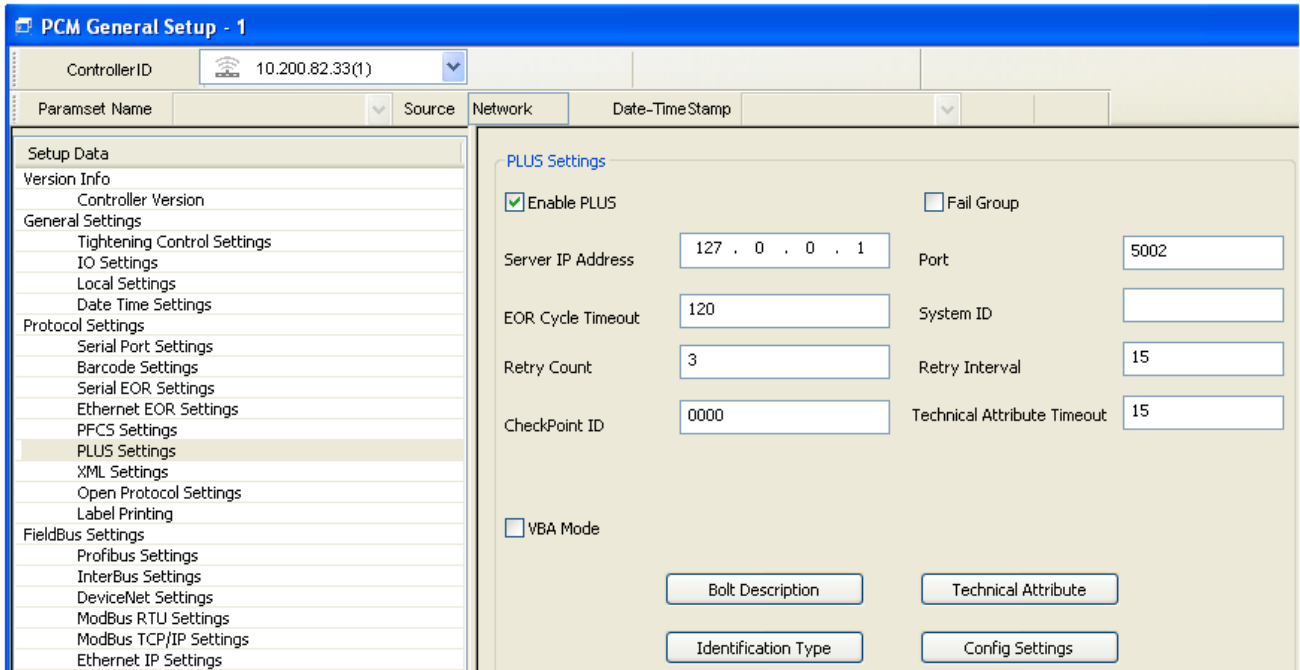 PCM General Setup - 1
ControllerID 10.200.82.33(1)
Paramset Name Source Network Date-TimeStamp
Setup Data
Version Info
Controller Version
General Settings
Tightening Control Settings
IO Settings
Local Settings
Date Time Settings
Protocol Settings
Serial Port Settings
Barcode Settings
Serial EOR Settings
Ethernet EOR Settings
PFCS Settings
PLUS Settings
XML Settings
Open Protocol Settings
Label Printing
FieldBus Settings
Profibus Settings
InterBus Settings
DeviceNet Settings
ModBus RTU Settings
ModBus TCP/IP Settings
Ethernet IP Settings
PLUS Settings
Enable PLUS Fail Group
Server IP Address 127 . 0 . 0 . 1 Port 5002
EOR Cycle Timeout 120 System ID
Retry Count 3 Retry Interval 15
CheckPoint ID 0000 Technical Attribute Timeout 15
VBA Mode
Bolt Description Technical Attribute
Identification Type Config Settings